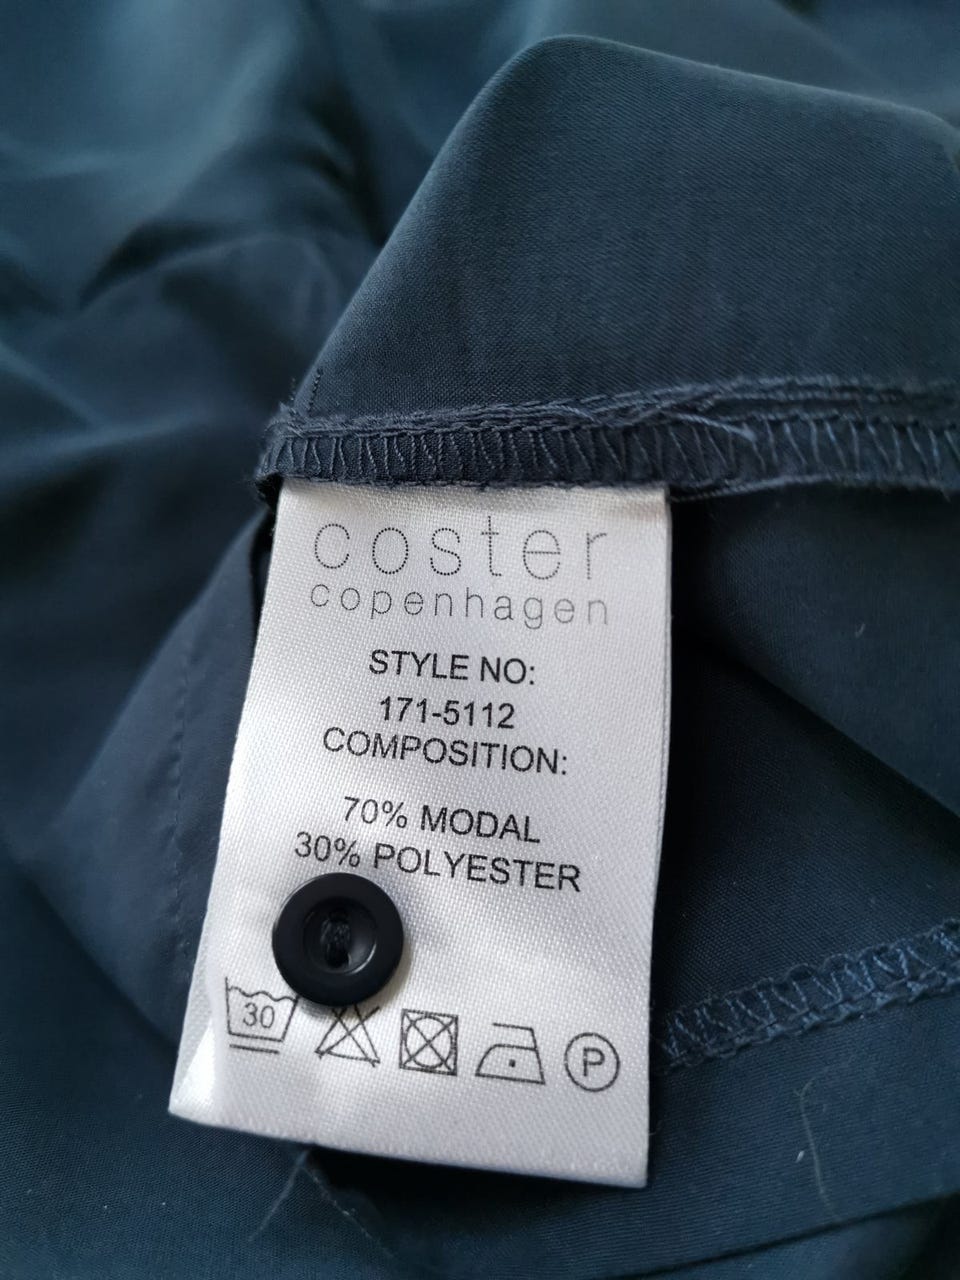 coster
copenhagen
STYLE NO:
171-5112
COMPOSITION:
70% MODAL
30% POLYESTER
30
P